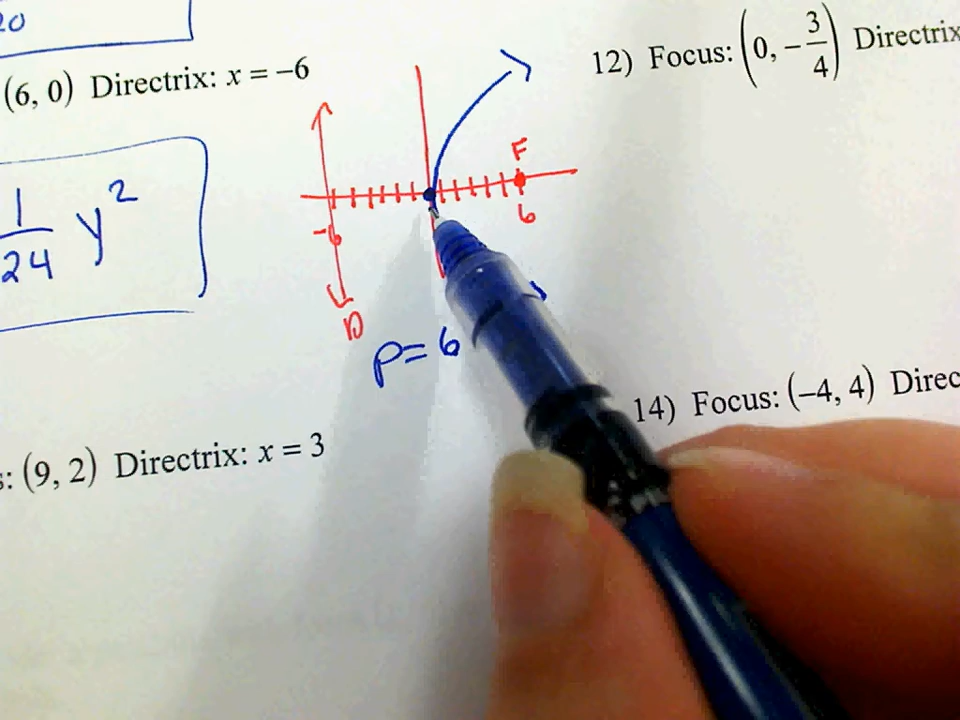 20
(6, 0) Directrix: x = −6
1/24 y²
F
-6
6
D
p=6
12) Focus: (0, −3/4) Directrix
: (9, 2) Directrix: x = 3
14) Focus: (−4, 4) Direc